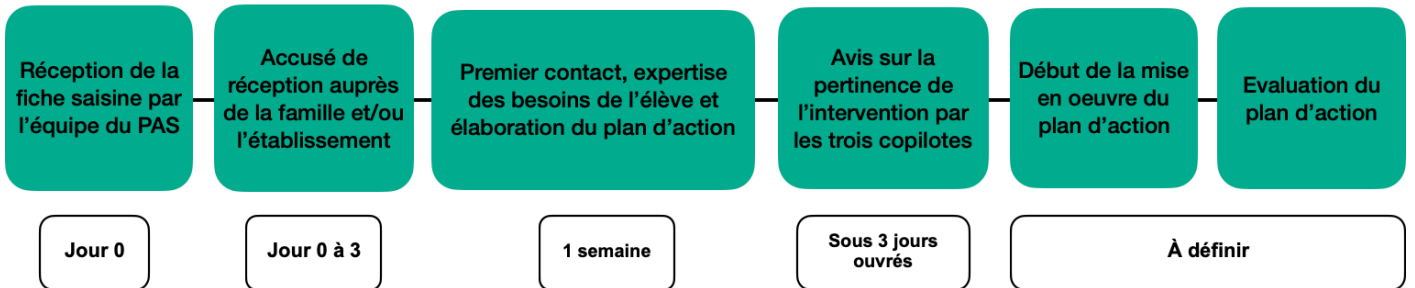 Réception de la
fiche saisine par
l'équipe du PAS
Accusé de
réception auprès
de la famille et/ou
l'établissement
Premier contact, expertise
des besoins de l'élève et
élaboration du plan d'action
Avis sur la
pertinence de
l'intervention par
les trois copilotes
Début de la mise
en oeuvre du
plan d'action
Evaluation du
plan d'action
Jour 0
Jour 0 à 3
1 semaine
Sous 3 jours
ouvrés
À définir